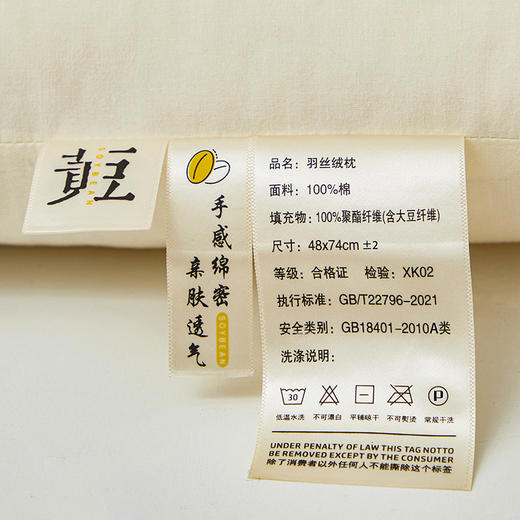 黄豆
SOYBEAN
手感绵密
亲肤透气
SOYBEAN
品名：羽丝绒枕
面料：100%棉
填充物：100%聚酯纤维(含大豆纤维)
尺寸：48x74cm ±2
等级：合格证 检验：XK02
执行标准：GB/T22796-2021
安全类别：GB18401-2010A类
洗涤说明：
30
P
低温水洗 不可漂白 平铺晾干 不可熨烫 常规干洗
UNDER PENALTY OF LAW THIS TAG NOTTO
BE REMOVED EXCEPT BY THE CONSUMER
除了消费者以外任何人不能撕除这个标签